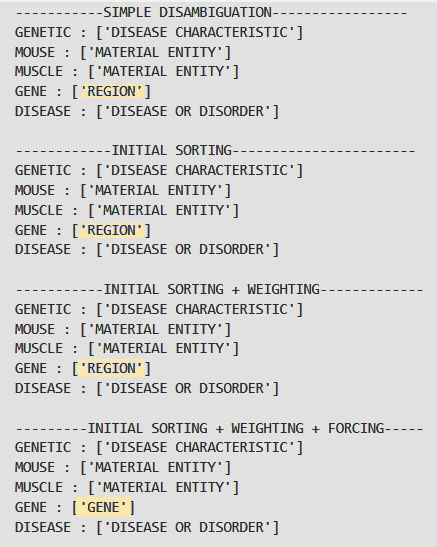 -----------SIMPLE DISAMBIGUATION-----------------
GENETIC : ['DISEASE CHARACTERISTIC']
MOUSE : ['MATERIAL ENTITY']
MUSCLE : ['MATERIAL ENTITY']
GENE : ['REGION']
DISEASE : ['DISEASE OR DISORDER']

------------INITIAL SORTING-----------------------
GENETIC : ['DISEASE CHARACTERISTIC']
MOUSE : ['MATERIAL ENTITY']
MUSCLE : ['MATERIAL ENTITY']
GENE : ['REGION']
DISEASE : ['DISEASE OR DISORDER']

-----------INITIAL SORTING + WEIGHTING-------------
GENETIC : ['DISEASE CHARACTERISTIC']
MOUSE : ['MATERIAL ENTITY']
MUSCLE : ['MATERIAL ENTITY']
GENE : ['REGION']
DISEASE : ['DISEASE OR DISORDER']

---------INITIAL SORTING + WEIGHTING + FORCING-----
GENETIC : ['DISEASE CHARACTERISTIC']
MOUSE : ['MATERIAL ENTITY']
MUSCLE : ['MATERIAL ENTITY']
GENE : ['GENE']
DISEASE : ['DISEASE OR DISORDER']